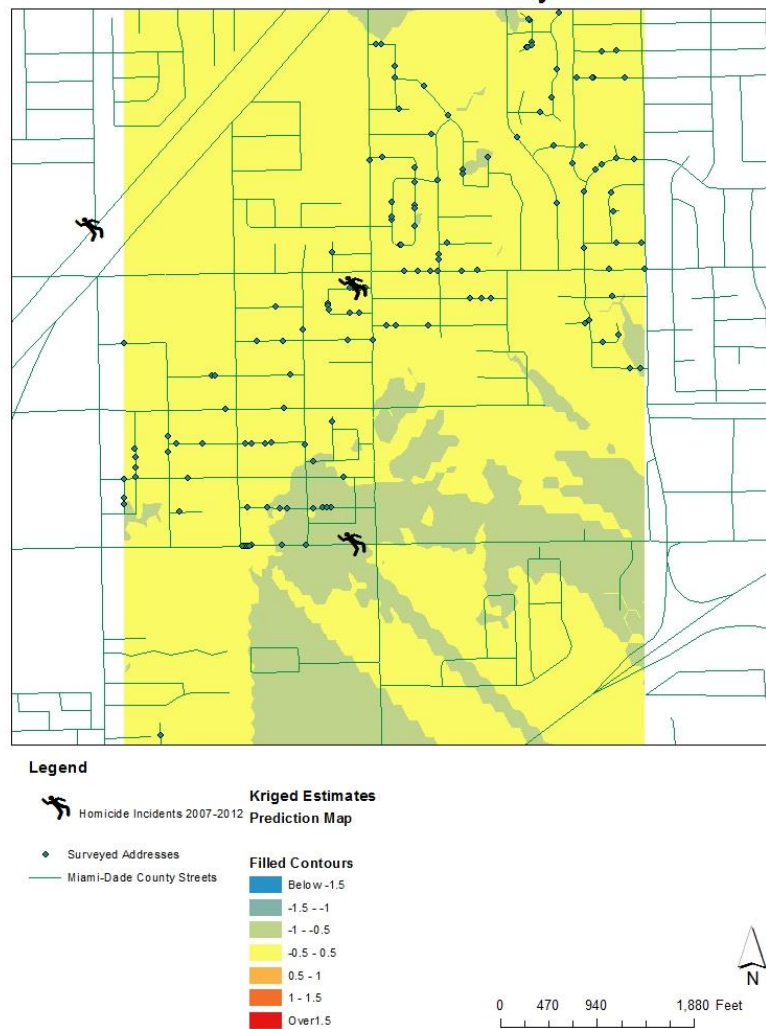 Legend
Homicide Incidents 2007-2012
Surveyed Addresses
Miami-Dade County Streets
Kriged Estimates
Prediction Map
Filled Contours
Below -1.5
-1.5 - -1
-1 - -0.5
-0.5 - 0.5
0.5 - 1
1 - 1.5
Over1.5
N
0 470 940 1,880 Feet